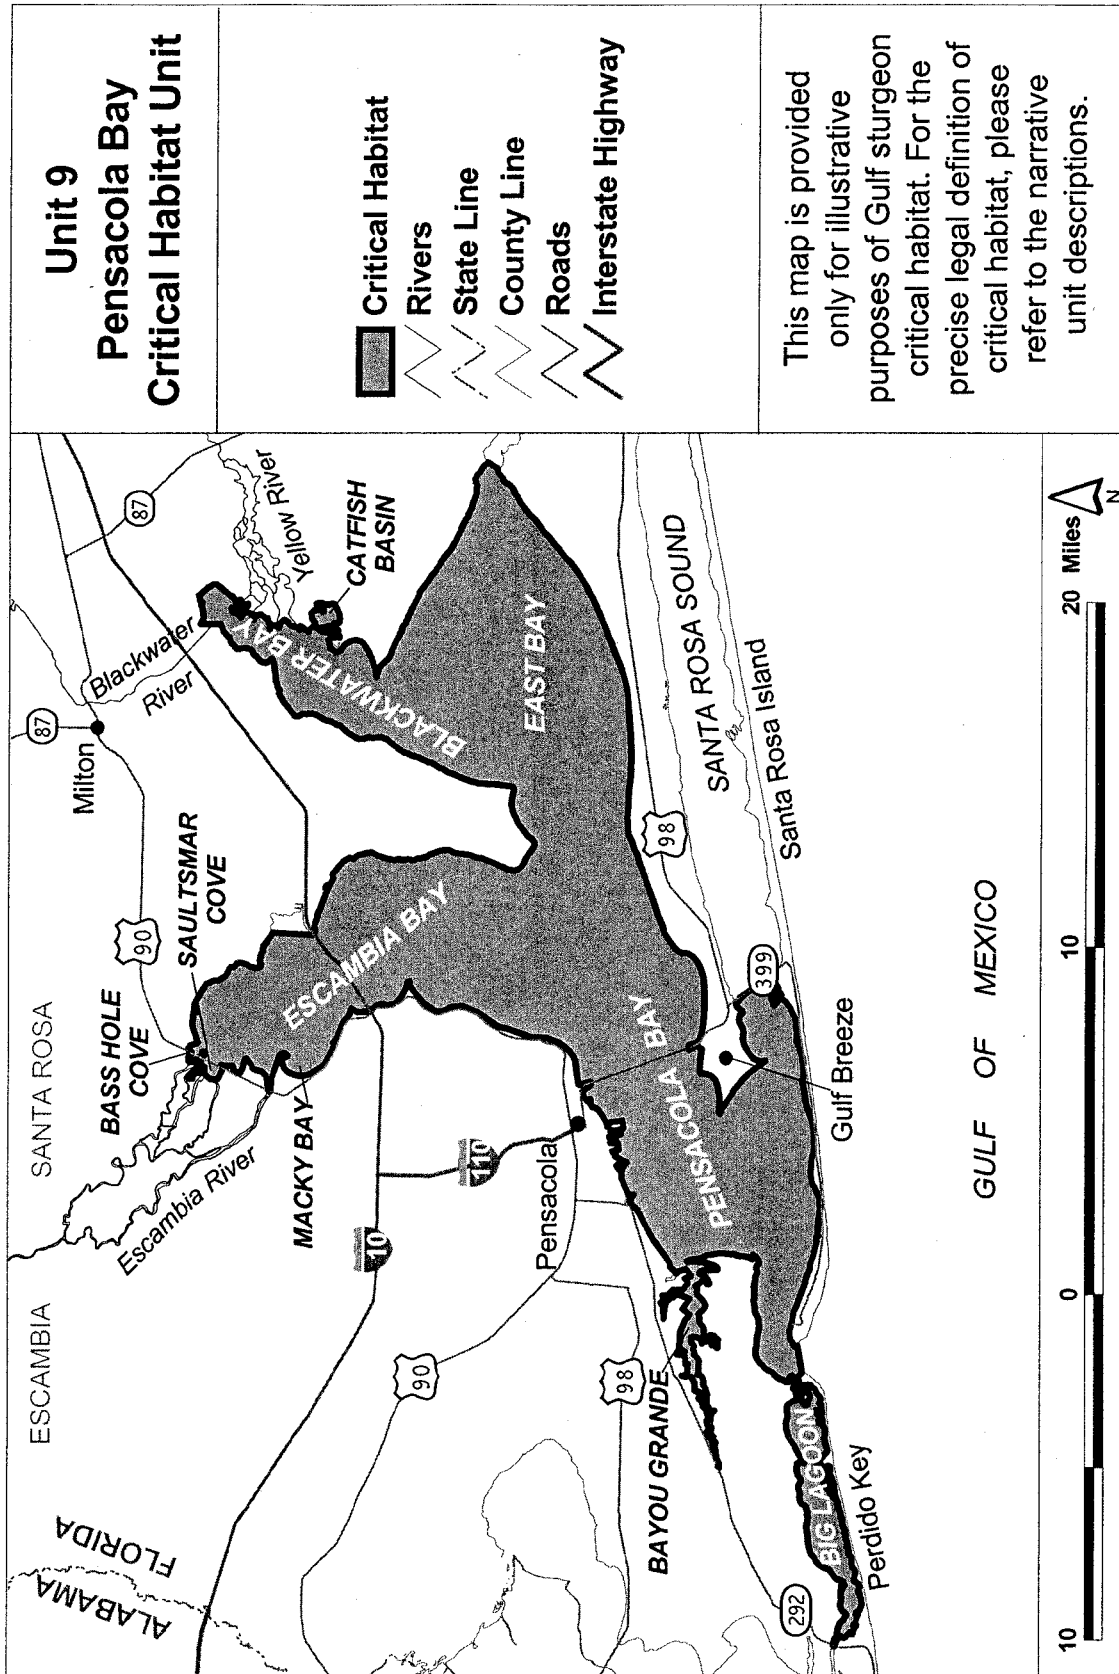 Unit 9
Pensacola Bay
Critical Habitat Unit
Critical Habitat
Rivers
State Line
County Line
Roads
Interstate Highway
This map is provided
only for illustrative
purposes of Gulf sturgeon
critical habitat. For the
precise legal definition of
critical habitat, please
refer to the narrative
unit descriptions.
ALABAMA
FLORIDA
ESCAMBIA
SANTA ROSA
BASS HOLE
COVE
SAULTSMAR
COVE
90
Milton
87
Blackwater
River
87
Yellow River
CATFISH
BASIN
Escambia River
MACKY BAY
ESCAMBIA BAY
BLACKWATER BAY
EAST BAY
10
110
90
98
Pensacola
BAYOU GRANDE
PENSACOLA BAY
98
SANTA ROSA SOUND
Santa Rosa Island
399
Gulf Breeze
292
BIG LAGOON
Perdido Key
GULF OF MEXICO
10
0
10
20 Miles
N